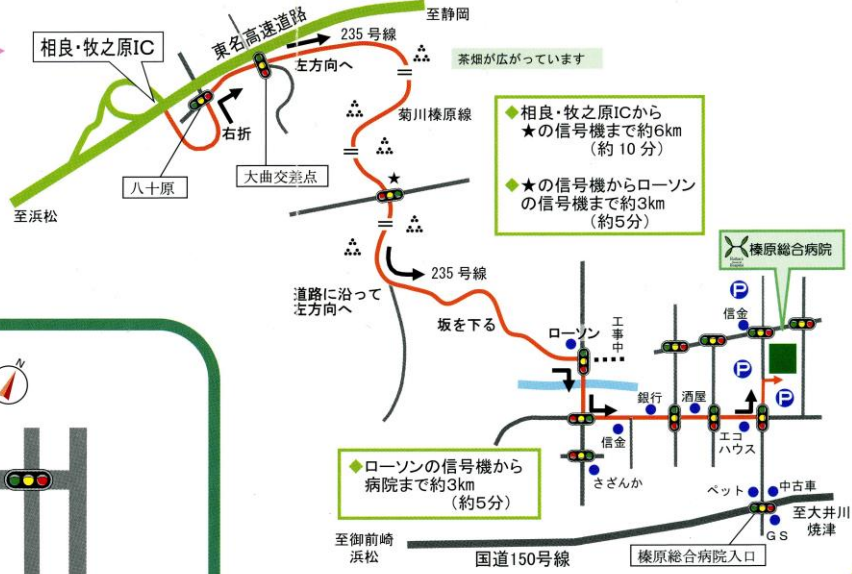 至静岡
東名高速道路
235 号線
相良・牧之原IC
左方向へ
茶畑が広がっています
菊川榛原線
右折
八十原
大曲交差点
至浜松
◆相良・牧之原ICから
★の信号機まで約6km
（約 10 分）
◆★の信号機からローソン
の信号機まで約3km
（約5分）
★
榛原総合病院
235 号線
道路に沿って
左方向へ
坂を下る
ローソン
工事中
信金
P
P
P
銀行
酒屋
エコ
ハウス
信金
さざんか
◆ローソンの信号機から
病院まで約3km
（約5分）
ペット
中古車
至大井川
焼津
GS
至御前崎
浜松
国道150号線
榛原総合病院入口
N